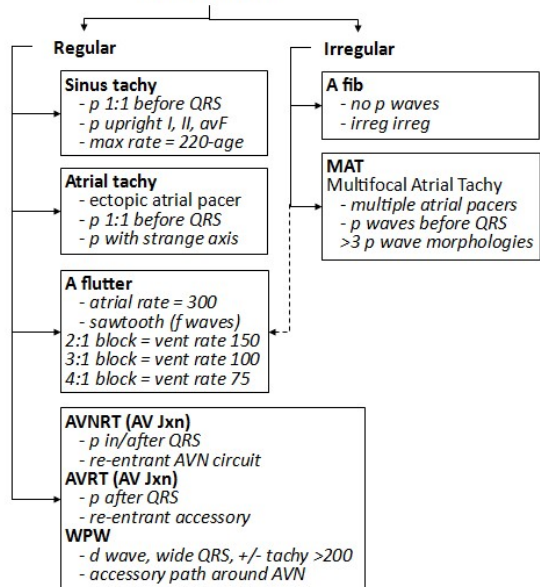 Regular
Sinus tachy
- p 1:1 before QRS
- p upright I, II, avF
- max rate = 220-age
Atrial tachy
- ectopic atrial pacer
- p 1:1 before QRS
- p with strange axis
A flutter
- atrial rate = 300
- sawtooth (f waves)
2:1 block = vent rate 150
3:1 block = vent rate 100
4:1 block = vent rate 75
AVNRT (AV Jxn)
- p in/after QRS
- re-entrant AVN circuit
AVRT (AV Jxn)
- p after QRS
- re-entrant accessory
WPW
- d wave, wide QRS, +/- tachy >200
- accessory path around AVN
Irregular
A fib
- no p waves
- irreg irreg
MAT
Multifocal Atrial Tachy
- multiple atrial pacers
- p waves before QRS
>3 p wave morphologies